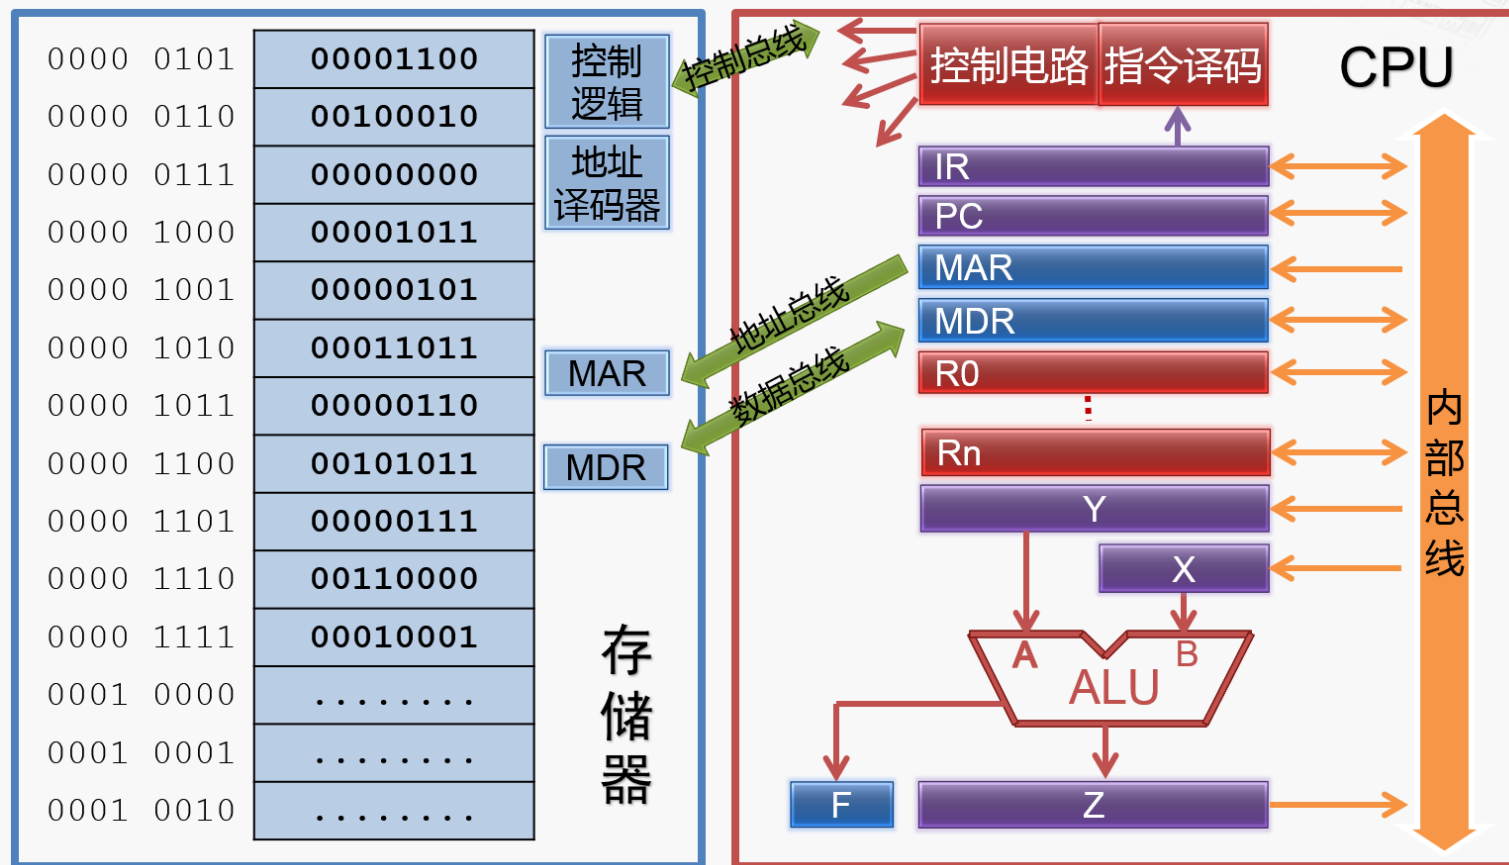 0000 0101 00001100
0000 0110 00100010
0000 0111 00000000
0000 1000 00001011
0000 1001 00000101
0000 1010 00011011
0000 1011 00000110
0000 1100 00101011
0000 1101 00000111
0000 1110 00110000
0000 1111 00010001
0001 0000 ........
0001 0001 ........
0001 0010 ........
控制
逻辑
地址
译码器
MAR
MDR
存储器
控制总线
地址总线
数据总线
控制电路 指令译码
CPU
IR
PC
MAR
MDR
R0
Rn
Y
X
A B
ALU
F
Z
内部总线